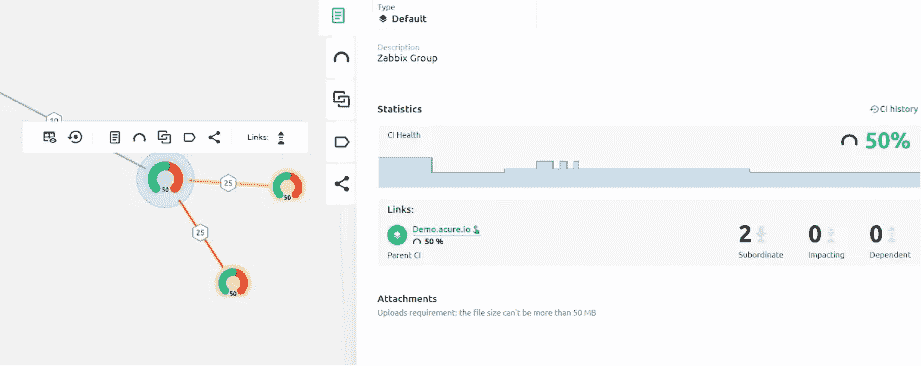 10
Links:
50
25
50
25
50
Type
Default
Description
Zabbix Group
Statistics
CI history
CI Health
50%
Links:
Demo.acure.io
50 %
Parent CI
2
Subordinate
0
Impacting
0
Dependent
Attachments
Uploads requirement: the file size can't be more than 50 MB